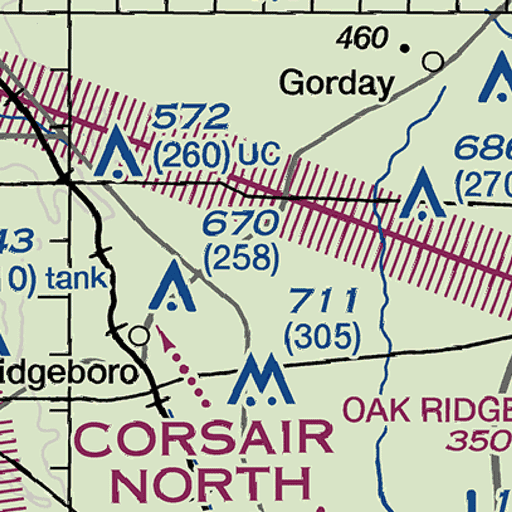 460
Gorday
572
(260) UC
686
(270
670
(258)
43
0) tank
711
(305)
idgeboro
OAK RIDGE
350
CORSAIR
NORTH